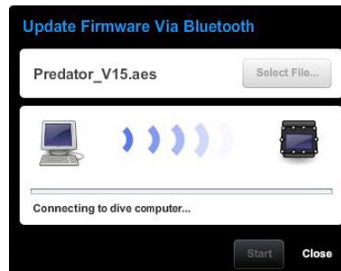 Update Firmware Via Bluetooth
Predator_V15.aes
Select File...
Connecting to dive computer...
Start
Close